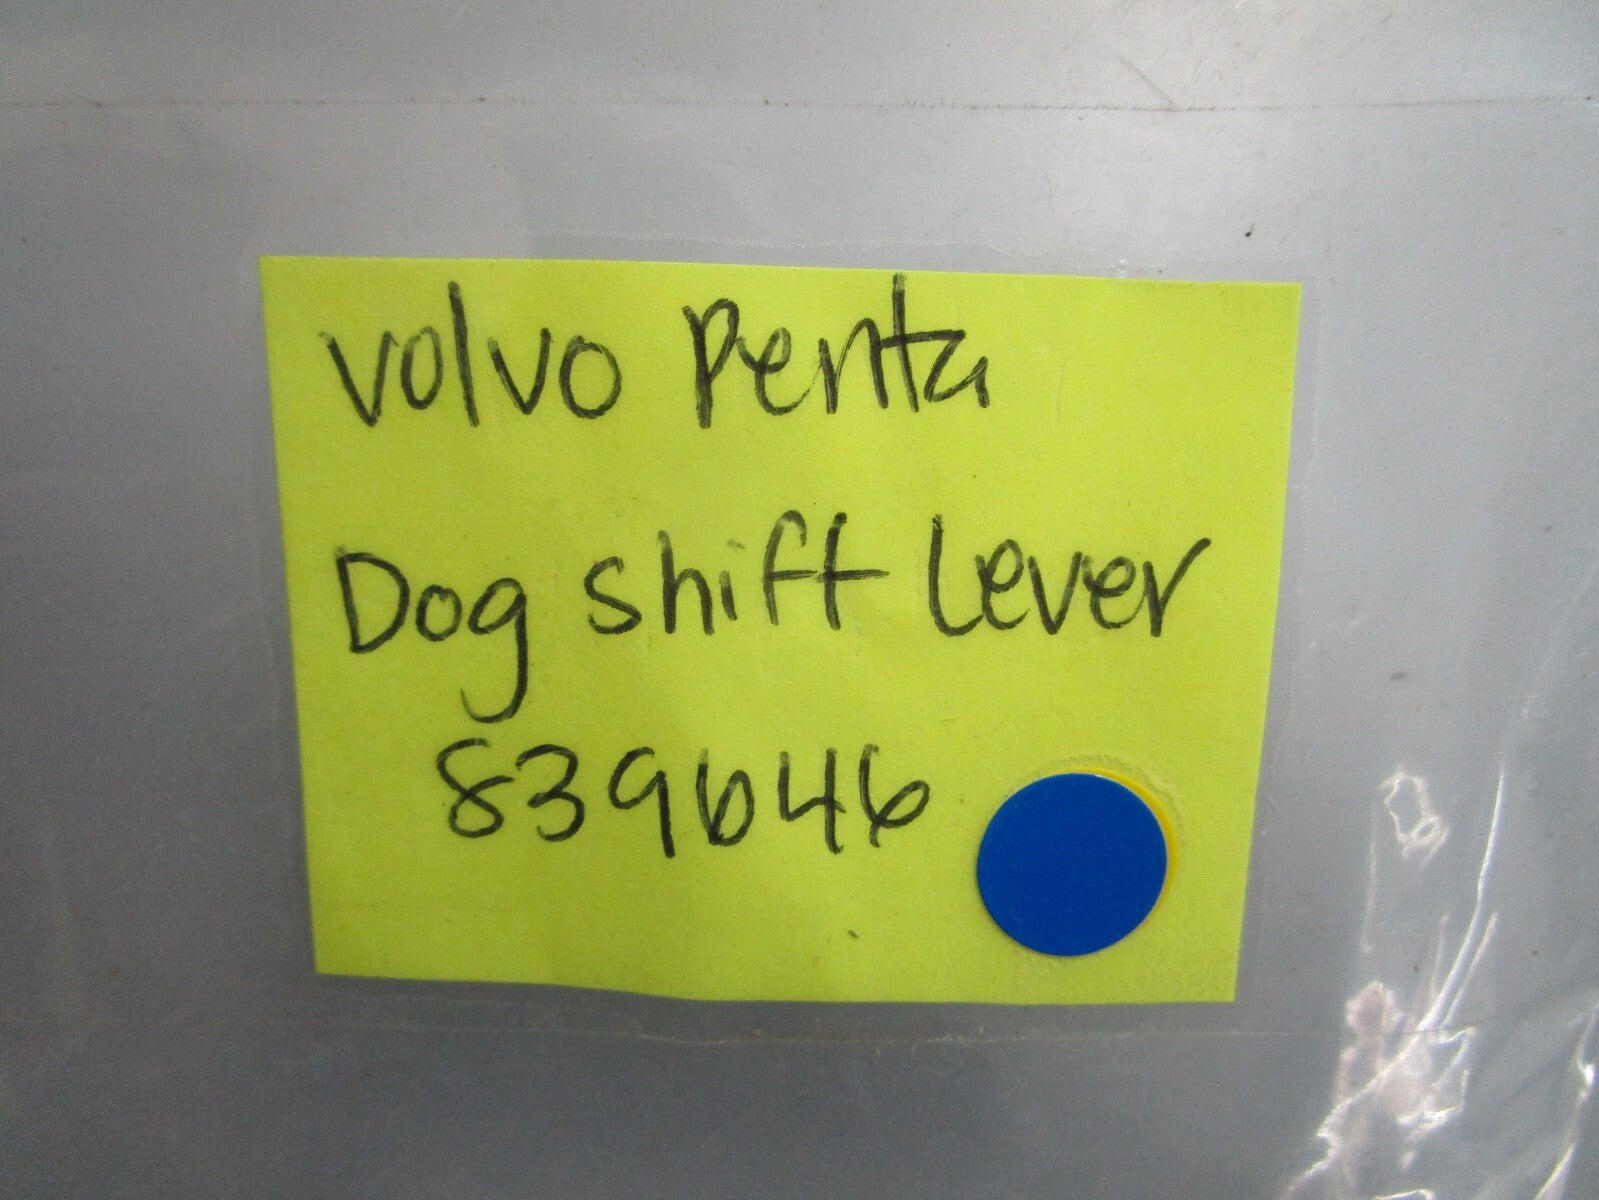 Volvo Penta
Dog shift Lever
839646